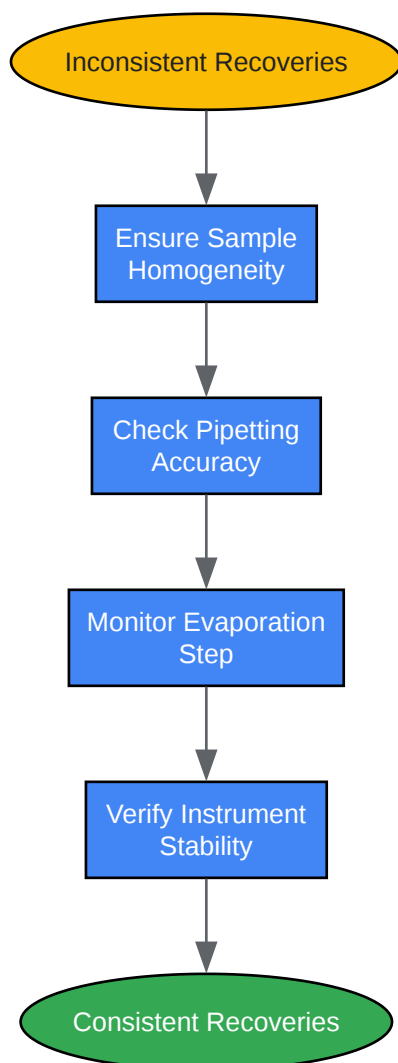 Inconsistent Recoveries
Ensure Sample
Homogeneity
Check Pipetting
Accuracy
Monitor Evaporation
Step
Verify Instrument
Stability
Consistent Recoveries